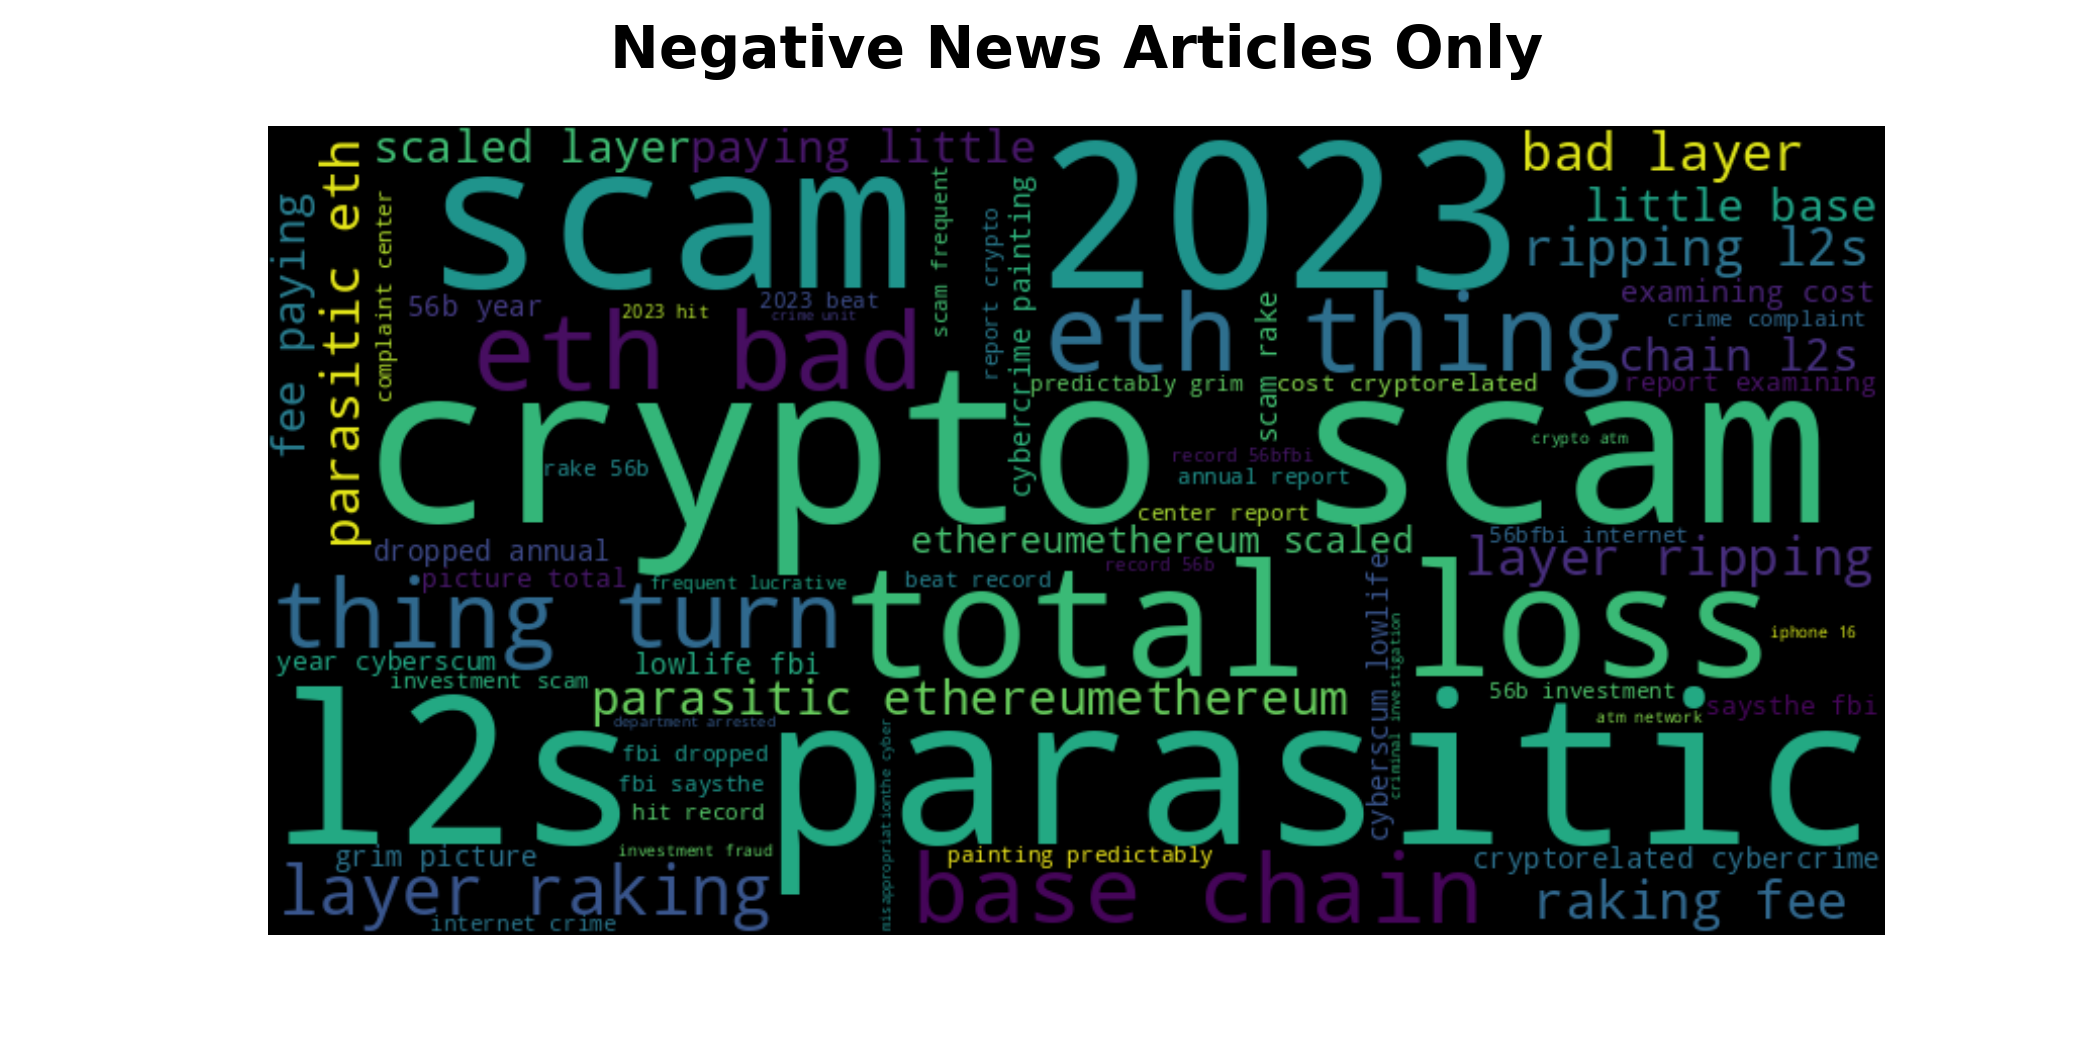 Negative News Articles Only
scaled layer
paying little
bad layer
parasitic eth
fee paying
complaint center
scam 2023
scam frequent
report crypto
cybercrime painting
little base
ripping l2s
56b year
2023 hit
2023 beat
crime unit
eth bad
eth thing
scam rake
examining cost
crime complaint
chain l2s
predictably grim
cost cryptorelated
report examining
crypto scam
crypto atm
rake 56b
record 56bfbi
annual report
center report
ethereumethereum scaled
56bfbi internet
layer ripping
dropped annual
picture total
frequent lucrative
beat record
record 56b
thing turn
total loss
cyberscum lowlife
criminal investigation
iphone 16
year cyberscum
investment scam
lowlife fbi
parasitic ethereumethereum
56b investment
saysthe fbi
atm network
department arrested
l2s parasitic
fbi dropped
fbi saysthe
hit record
misappropriationthe cyber
grim picture
investment fraud
painting predictably
cryptorelated cybercrime
layer raking
base chain
raking fee
internet crime